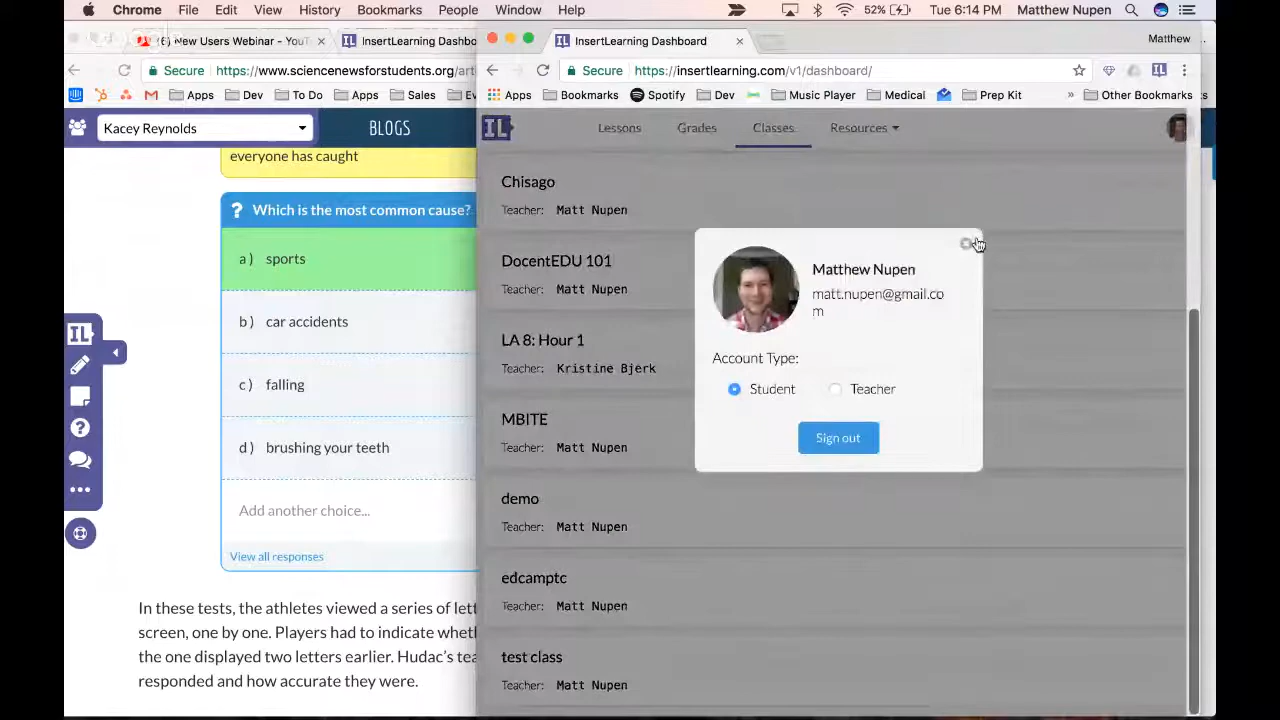 Chrome File Edit View History Bookmarks People Window Help 52% Tue 6:14 PM Matthew Nupen
(6) New Users Webinar - YouT InsertLearning Dashbo
Secure https://www.sciencenewsforstudents.org/art
Apps Dev To Do Apps Sales Ev
Kacey Reynolds BLOGS
everyone has caught
? Which is the most common cause?
a) sports
b) car accidents
c) falling
d) brushing your teeth
Add another choice...
View all responses
In these tests, the athletes viewed a series of lett
screen, one by one. Players had to indicate wheth
the one displayed two letters earlier. Hudac's tea
responded and how accurate they were.
IL
InsertLearning Dashboard Matthew
Secure https://insertlearning.com/v1/dashboard/
Apps Bookmarks Spotify Dev Music Player Medical Prep Kit » Other Bookmarks
IL Lessons Grades Classes Resources
Chisago
Teacher: Matt Nupen
DocentEDU 101
Teacher: Matt Nupen
LA 8: Hour 1
Teacher: Kristine Bjerk
MBITE
Teacher: Matt Nupen
demo
Teacher: Matt Nupen
edcamptc
Teacher: Matt Nupen
test class
Teacher: Matt Nupen
Matthew Nupen
matt.nupen@gmail.co
m
Account Type:
Student Teacher
Sign out